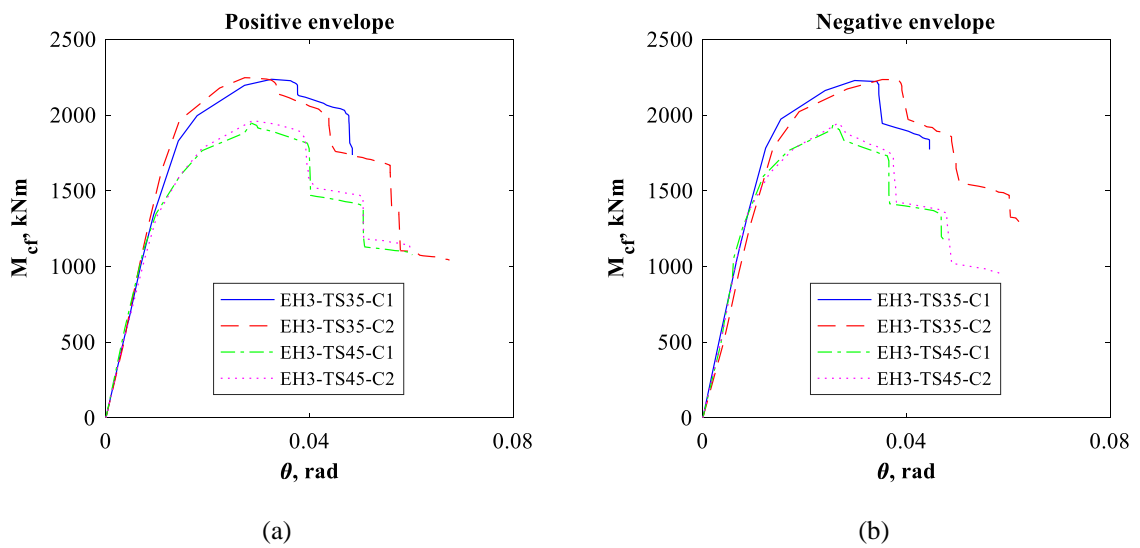 Positive envelope
2500
2000
1500
1000
500
0
M_cf, kNm
0 0.04 0.08
θ, rad
EH3-TS35-C1
EH3-TS35-C2
EH3-TS45-C1
EH3-TS45-C2
(a)
Negative envelope
2500
2000
1500
1000
500
0
M_cf, kNm
0 0.04 0.08
θ, rad
EH3-TS35-C1
EH3-TS35-C2
EH3-TS45-C1
EH3-TS45-C2
(b)